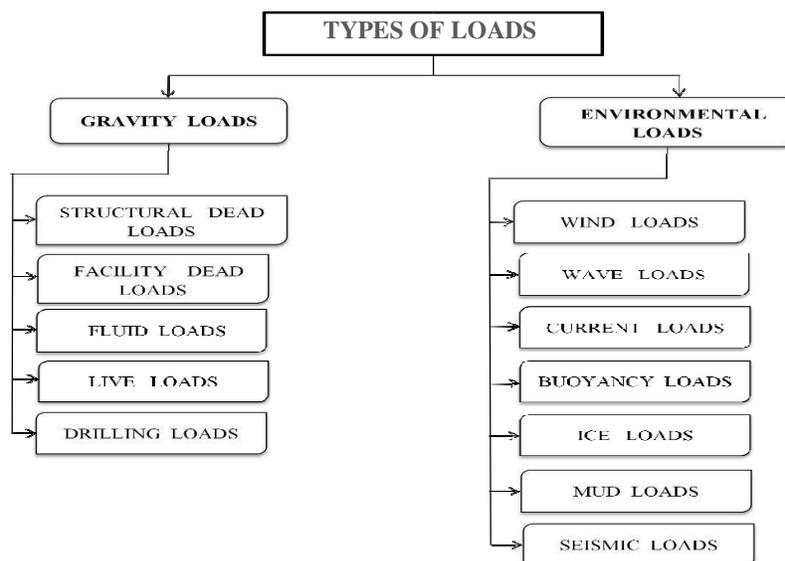 TYPES OF LOADS
GRAVITY LOADS
STRUCTURAL DEAD
LOADS
FACILITY DEAD
LOADS
FLUID LOADS
LIVE LOADS
DRILLING LOADS
ENVIRONMENTAL
LOADS
WIND LOADS
WAVE LOADS
CURRENT LOADS
BUOYANCY LOADS
ICE LOADS
MUD LOADS
SEISMIC LOADS